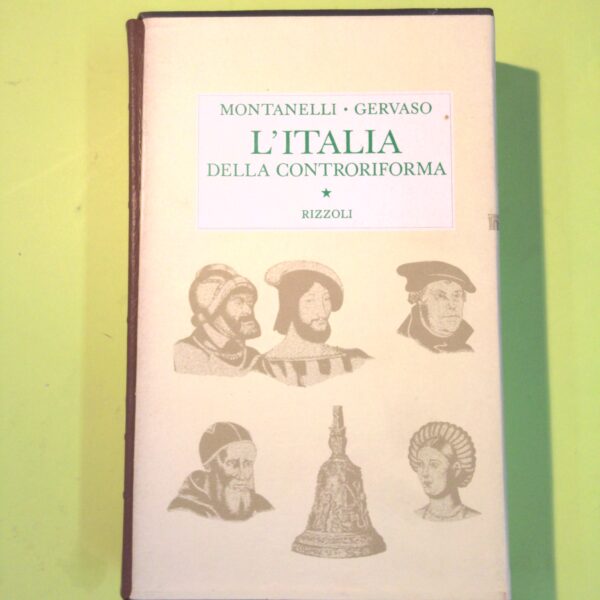 MONTANELLI · GERVASO
L'ITALIA
DELLA CONTRORIFORMA
★
RIZZOLI